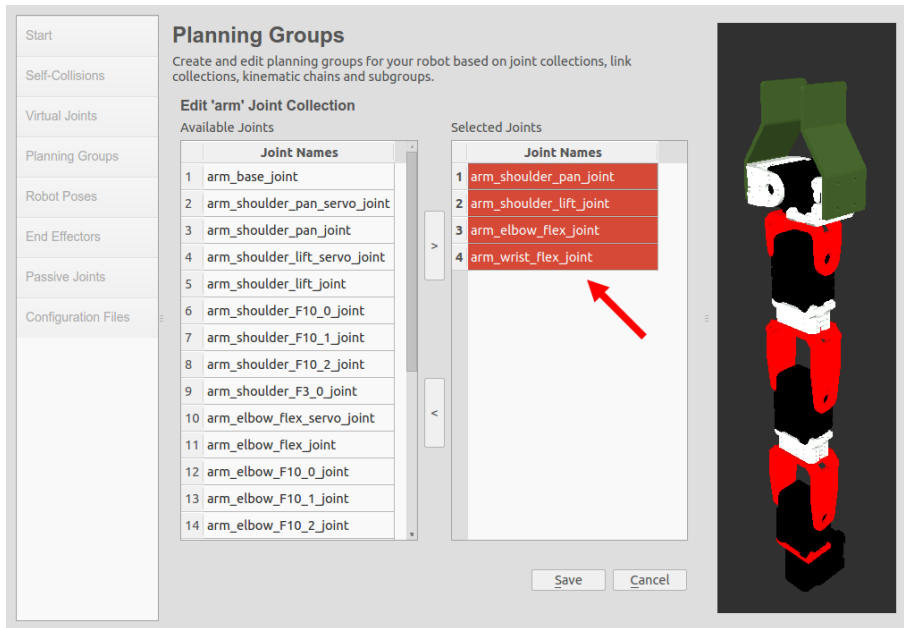 Start
Self-Collisions
Virtual Joints
Planning Groups
Robot Poses
End Effectors
Passive Joints
Configuration Files
Planning Groups
Create and edit planning groups for your robot based on joint collections, link
collections, kinematic chains and subgroups.
Edit 'arm' Joint Collection
Available Joints
Joint Names
1 arm_base_joint
2 arm_shoulder_pan_servo_joint
3 arm_shoulder_pan_joint
4 arm_shoulder_lift_servo_joint
5 arm_shoulder_lift_joint
6 arm_shoulder_F10_0_joint
7 arm_shoulder_F10_1_joint
8 arm_shoulder_F10_2_joint
9 arm_shoulder_F3_0_joint
10 arm_elbow_flex_servo_joint
11 arm_elbow_flex_joint
12 arm_elbow_F10_0_joint
13 arm_elbow_F10_1_joint
14 arm_elbow_F10_2_joint
>
<
Selected Joints
Joint Names
1 arm_shoulder_pan_joint
2 arm_shoulder_lift_joint
3 arm_elbow_flex_joint
4 arm_wrist_flex_joint
Save
Cancel